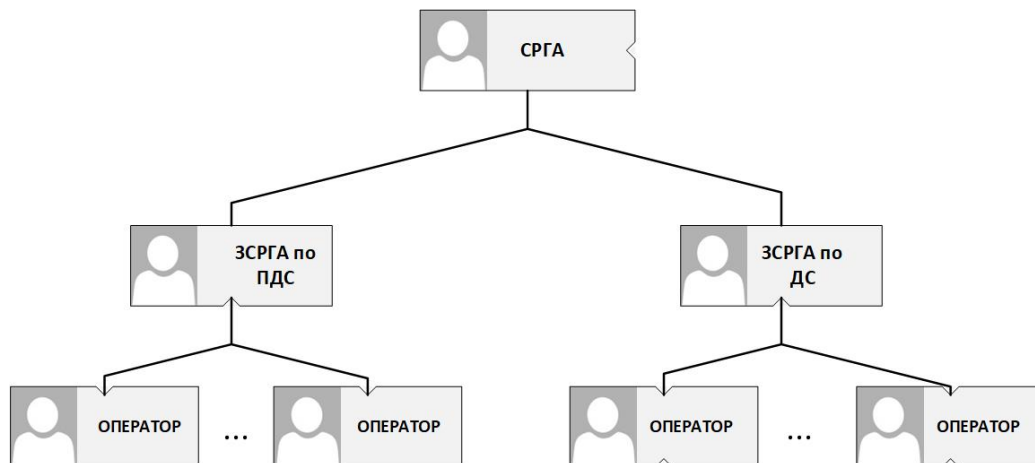 СРГА
ЗСРГА по
ПДС
ЗСРГА по
ДС
ОПЕРАТОР
...
ОПЕРАТОР
ОПЕРАТОР
...
ОПЕРАТОР